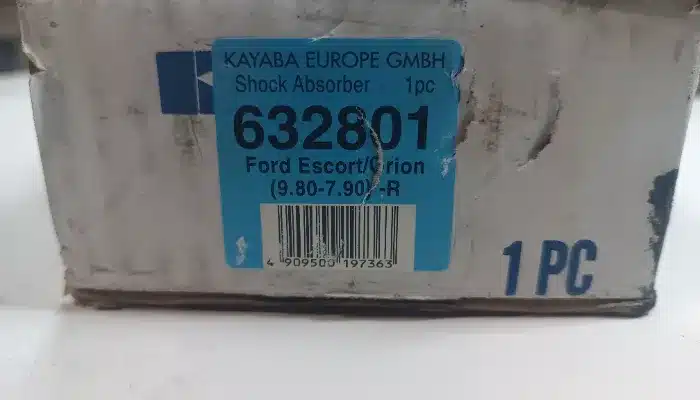 KAYABA EUROPE GMBH
Shock Absorber 1pc
632801
Ford Escort/Orion
(9.80-7.90) -R
4 909500 197363
1 PC